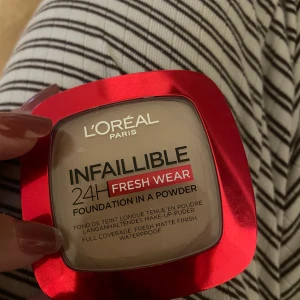 L'ORÉAL
PARIS
INFAILLIBLE
24H FRESH WEAR
FOUNDATION IN A POWDER
FOND DE TEINT LONGUE TENUE EN POUDRE
LANGANHALTENDES MAKE-UP-PUDER
FULL COVERAGE. FRESH MATTE FINISH.
WATERPROOF